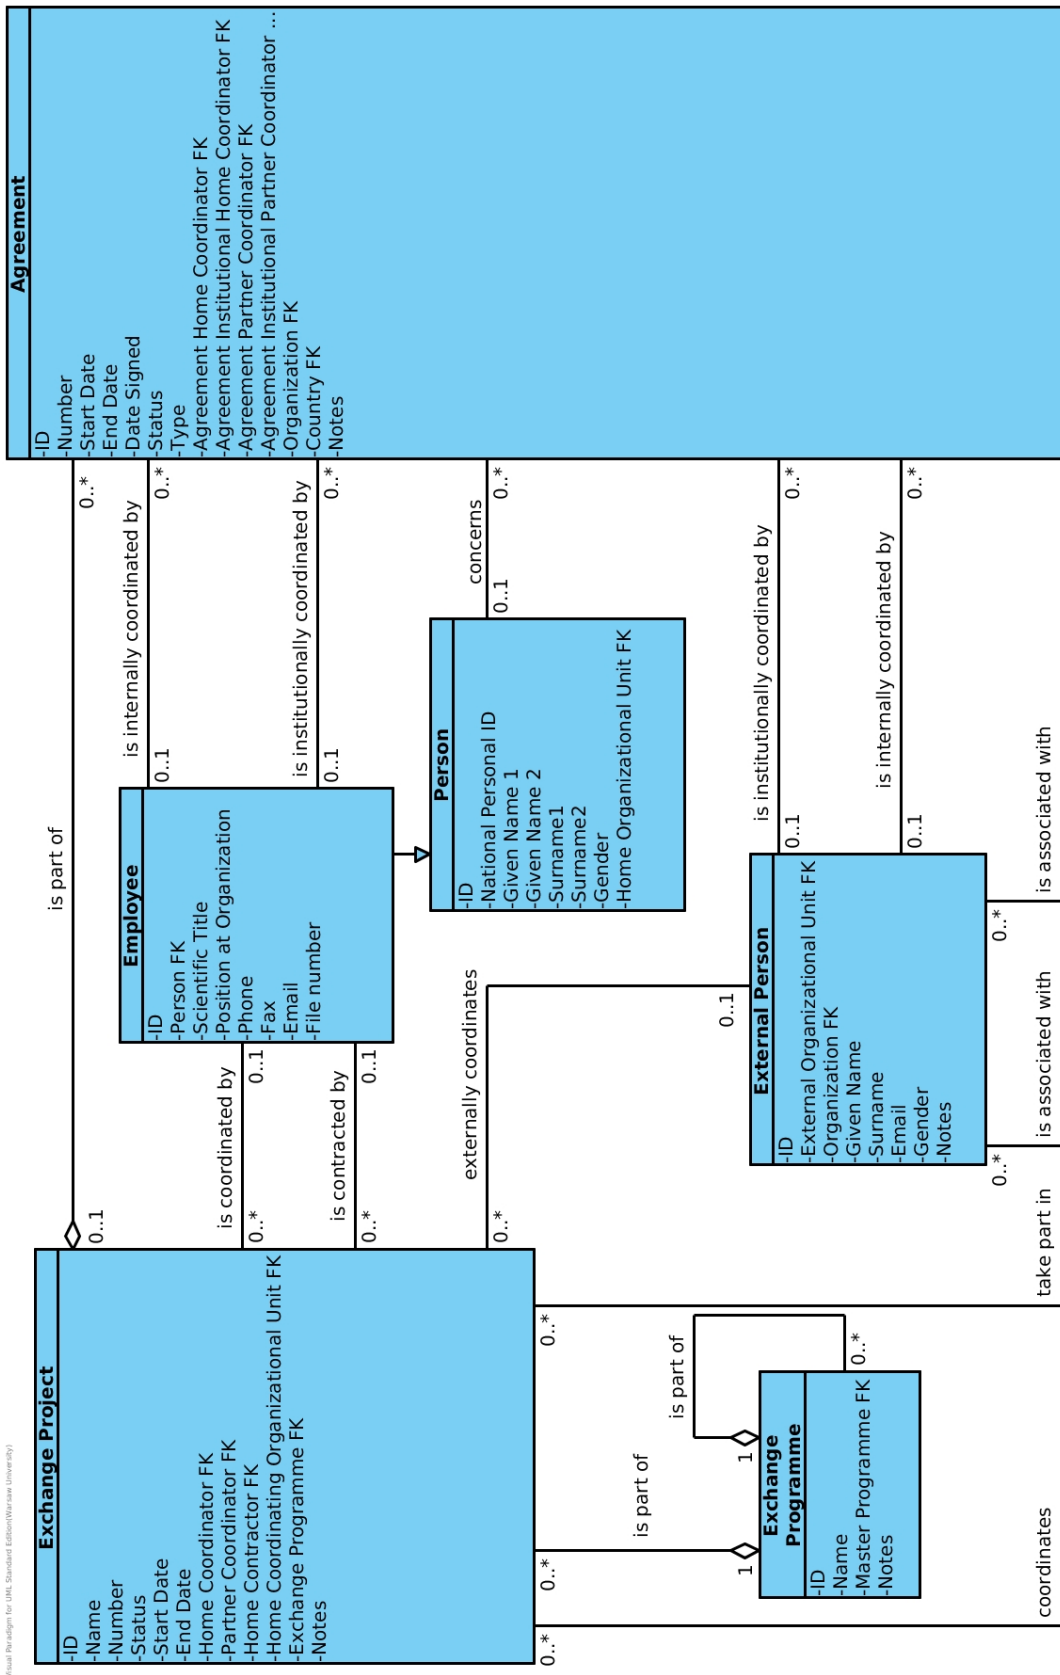 Visual Paradigm for UML Standard Edition(Warsaw University)
Exchange Project
-ID
-Name
-Number
-Status
-Start Date
-End Date
-Home Coordinator FK
-Partner Coordinator FK
-Home Contractor FK
-Home Coordinating Organizational Unit FK
-Exchange Programme FK
-Notes
0..1
is part of
0..*
0..*
is coordinated by
0..1
0..*
is contracted by
0..1
0..*
externally coordinates
0..1
Employee
-ID
-Person FK
-Scientific Title
-Position at Organization
-Phone
-Fax
-Email
-File number
0..1
is internally coordinated by
0..*
0..1
is institutionally coordinated by
0..*
Agreement
-ID
-Number
-Start Date
-End Date
-Date Signed
-Status
-Type
-Agreement Home Coordinator FK
-Agreement Institutional Home Coordinator FK
-Agreement Partner Coordinator FK
-Agreement Institutional Partner Coordinator ...
-Organization FK
-Country FK
-Notes
Person
-ID
-National Personal ID
-Given Name 1
-Given Name 2
-Surname1
-Surname2
-Gender
-Home Organizational Unit FK
0..1
concerns
0..*
0..*
is part of
1
0..*
take part in
0..*
coordinates
is part of
1
0..*
Exchange
Programme
-ID
-Name
-Master Programme FK
-Notes
External Person
-ID
-External Organizational Unit FK
-Organization FK
-Given Name
-Surname
-Email
-Gender
-Notes
0..1
is institutionally coordinated by
0..*
0..1
is internally coordinated by
0..*
0..*
is associated with
0..*
is associated with